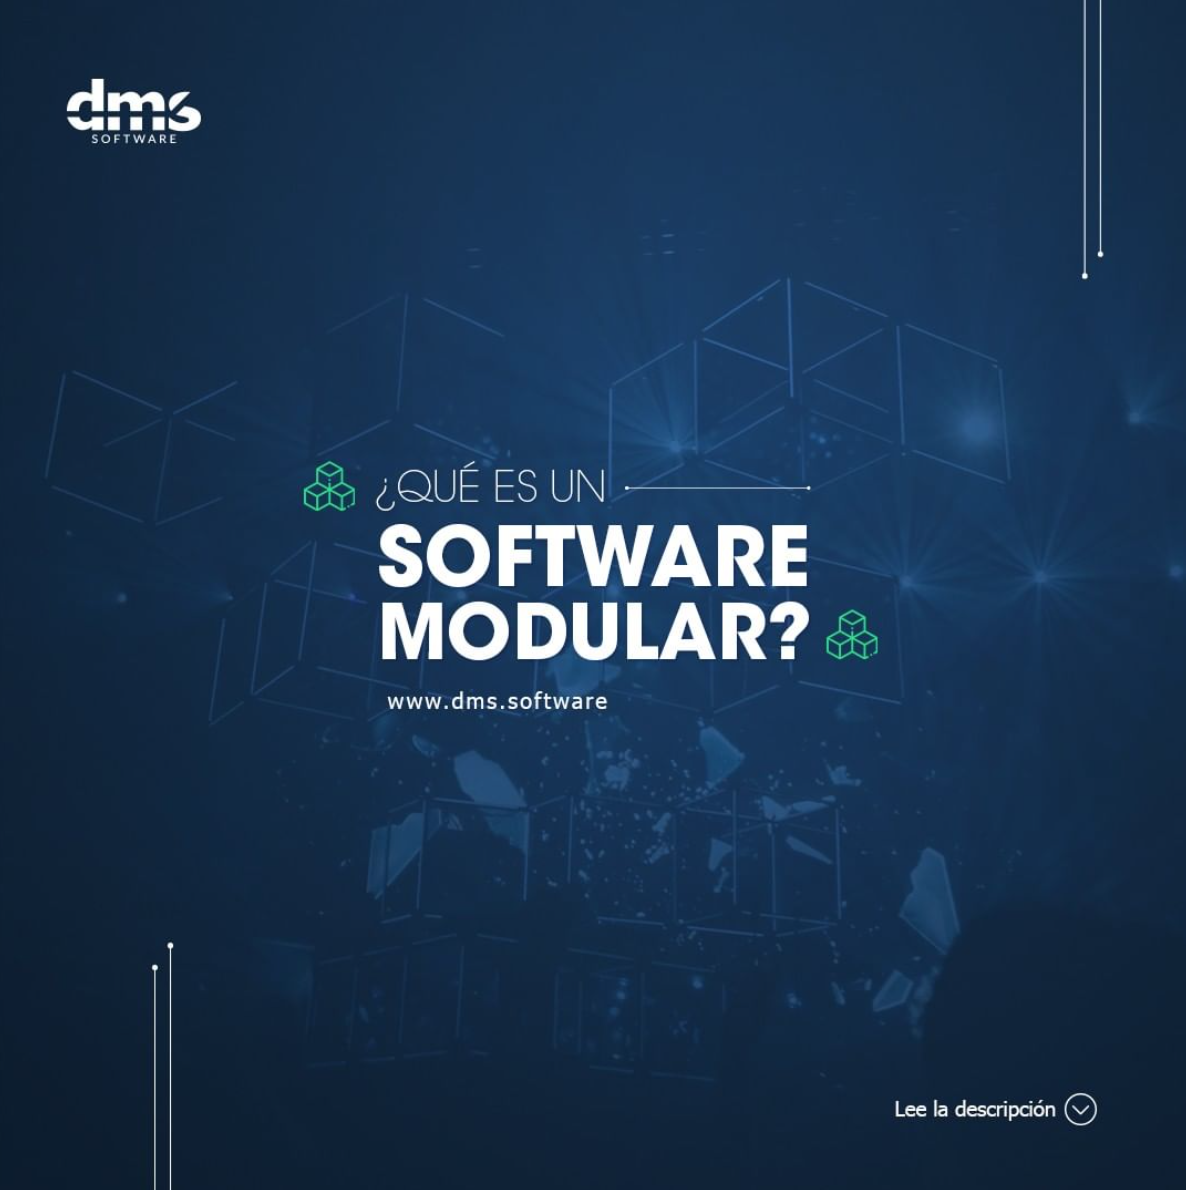 dms
SOFTWARE
¿QUÉ ES UN
SOFTWARE
MODULAR?
www.dms.software
Lee la descripción